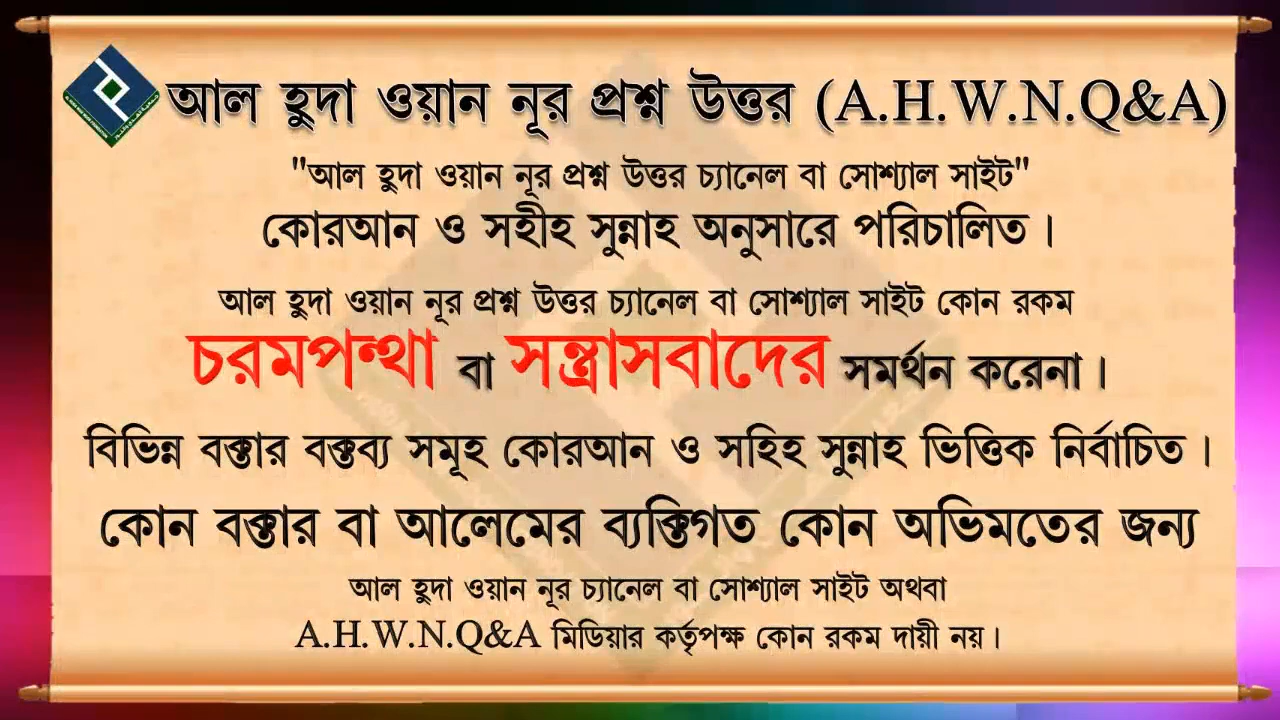 আল হুদা ওয়ান নূর প্রশ্ন উত্তর (A.H.W.N.Q&A)
"আল হুদা ওয়ান নূর প্রশ্ন উত্তর চ্যানেল বা সোশ্যাল সাইট"
কোরআন ও সহীহ সুন্নাহ অনুসারে পরিচালিত।
আল হুদা ওয়ান নূর প্রশ্ন উত্তর চ্যানেল বা সোশ্যাল সাইট কোন রকম
চরমপন্থা বা সন্ত্রাসবাদের সমর্থন করেনা।
বিভিন্ন বক্তার বক্তব্য সমূহ কোরআন ও সহিহ সুন্নাহ ভিত্তিক নির্বাচিত।
কোন বক্তার বা আলেমের ব্যক্তিগত কোন অভিমতের জন্য
আল হুদা ওয়ান নূর চ্যানেল বা সোশ্যাল সাইট অথবা
A.H.W.N.Q&A মিডিয়ার কর্তৃপক্ষ কোন রকম দায়ী নয়।